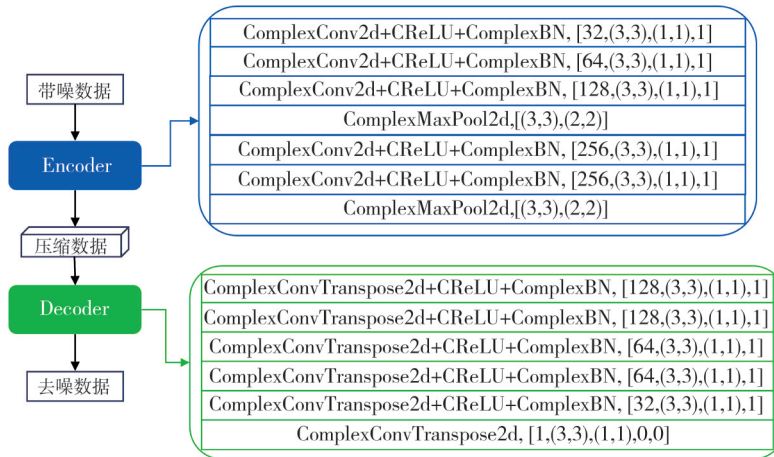 带噪数据
Encoder
压缩数据
Decoder
去噪数据
ComplexConv2d+CReLU+ComplexBN, [32,(3,3),(1,1),1]
ComplexConv2d+CReLU+ComplexBN, [64,(3,3),(1,1),1]
ComplexConv2d+CReLU+ComplexBN, [128,(3,3),(1,1),1]
ComplexMaxPool2d,[(3,3),(2,2)]
ComplexConv2d+CReLU+ComplexBN, [256,(3,3),(1,1),1]
ComplexConv2d+CReLU+ComplexBN, [256,(3,3),(1,1),1]
ComplexMaxPool2d,[(3,3),(2,2)]
ComplexConvTranspose2d+CReLU+ComplexBN, [128,(3,3),(1,1),1]
ComplexConvTranspose2d+CReLU+ComplexBN, [128,(3,3),(1,1),1]
ComplexConvTranspose2d+CReLU+ComplexBN, [64,(3,3),(1,1),1]
ComplexConvTranspose2d+CReLU+ComplexBN, [64,(3,3),(1,1),1]
ComplexConvTranspose2d+CReLU+ComplexBN, [32,(3,3),(1,1),1]
ComplexConvTranspose2d, [1,(3,3),(1,1),0,0]